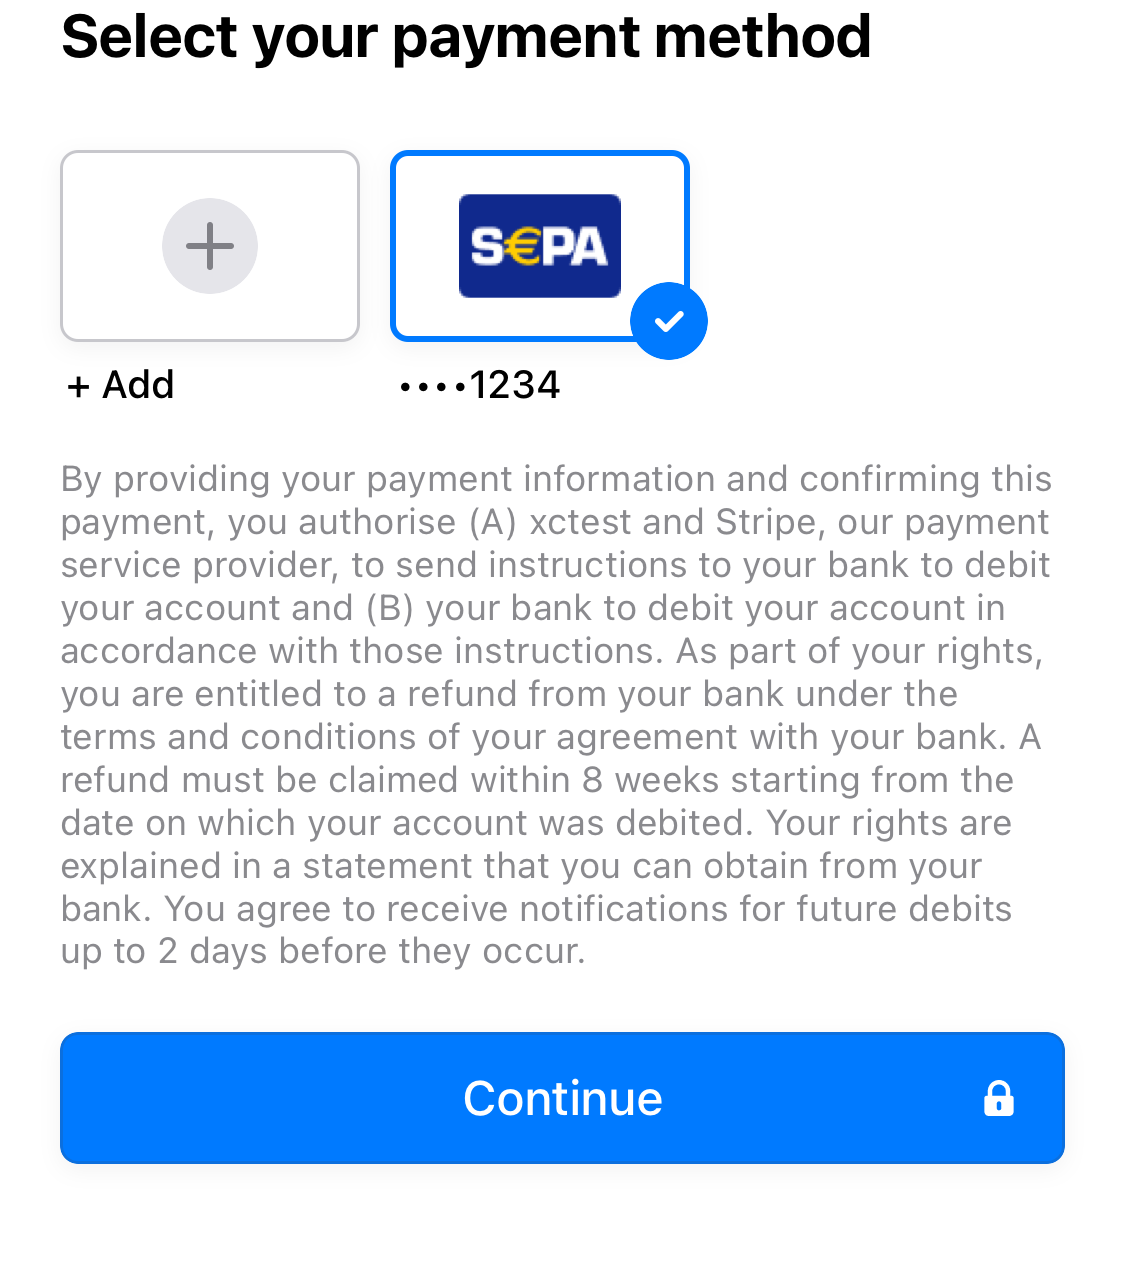 Select your payment method
S€PA
+ Add
••••1234
By providing your payment information and confirming this
payment, you authorise (A) xctest and Stripe, our payment
service provider, to send instructions to your bank to debit
your account and (B) your bank to debit your account in
accordance with those instructions. As part of your rights,
you are entitled to a refund from your bank under the
terms and conditions of your agreement with your bank. A
refund must be claimed within 8 weeks starting from the
date on which your account was debited. Your rights are
explained in a statement that you can obtain from your
bank. You agree to receive notifications for future debits
up to 2 days before they occur.
Continue